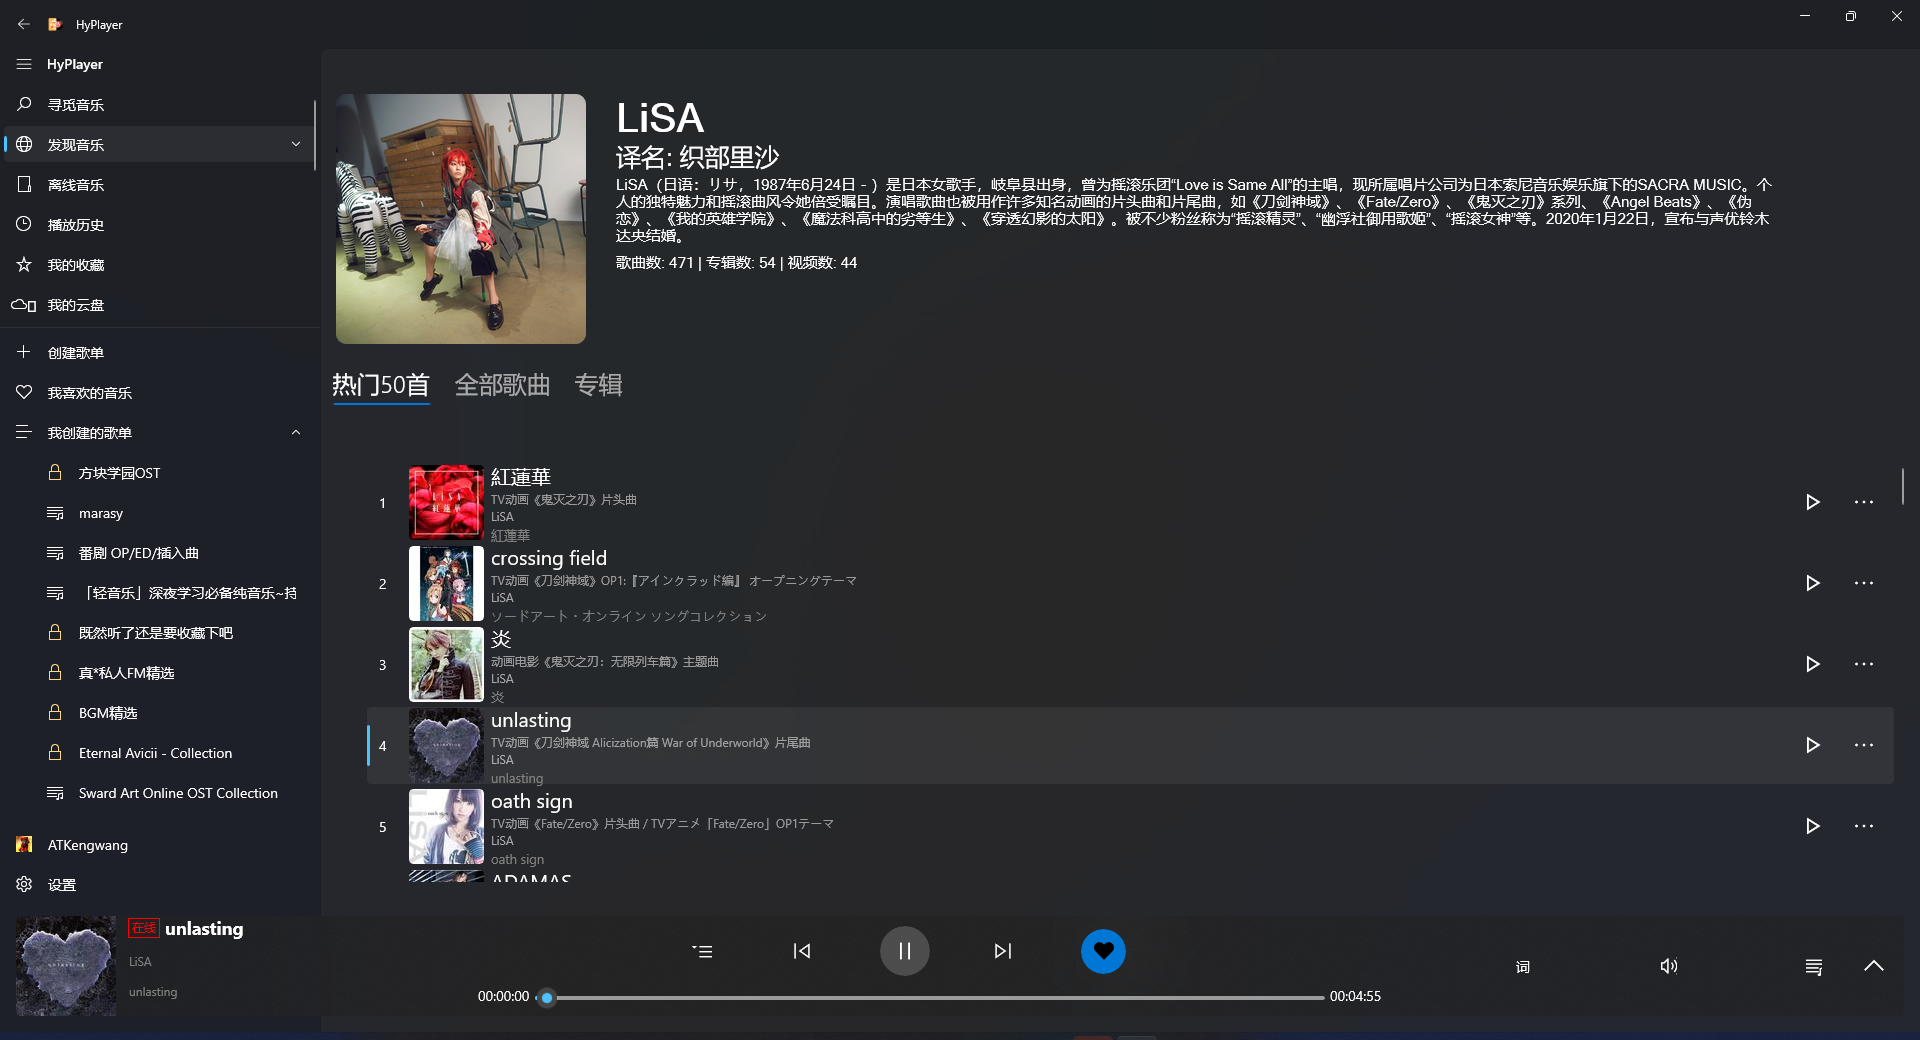 HyPlayer
HyPlayer
寻觅音乐
发现音乐
离线音乐
播放历史
我的收藏
我的云盘
创建歌单
我喜欢的音乐
我创建的歌单
方块学园OST
marasy
番剧 OP/ED/插入曲
「轻音乐」深夜学习必备纯音乐~持
既然听了还是要收藏下吧
真*私人FM精选
BGM精选
Eternal Avicii - Collection
Sward Art Online OST Collection
ATKengwang
设置
LiSA
译名: 织部里沙
LiSA（日语：リサ，1987年6月24日 - ）是日本女歌手，岐阜县出身，曾为摇滚乐团“Love is Same All”的主唱，现所属唱片公司为日本索尼音乐娱乐旗下的SACRA MUSIC。个
人的独特魅力和摇滚曲风令她倍受瞩目。演唱歌曲也被用作许多知名动画的片头曲和片尾曲，如《刀剑神域》、《Fate/Zero》、《鬼灭之刃》系列、《Angel Beats》、《伪
恋》、《我的英雄学院》、《魔法科高中的劣等生》、《穿透幻影的太阳》。被不少粉丝称为“摇滚精灵”、“幽浮社御用歌姬”、“摇滚女神”等。2020年1月22日，宣布与声优铃木
达央结婚。
歌曲数: 471 | 专辑数: 54 | 视频数: 44
热门50首 全部歌曲 专辑
1
LiSA
紅蓮華
紅蓮華
TV动画《鬼灭之刃》片头曲
LiSA
紅蓮華
2
crossing field
TV动画《刀剑神域》OP1:『アインクラッド編』 オープニングテーマ
LiSA
ソードアート・オンライン ソングコレクション
3
炎
动画电影《鬼灭之刃：无限列车篇》主题曲
LiSA
炎
4
unlasting
TV动画《刀剑神域 Alicization篇 War of Underworld》片尾曲
LiSA
unlasting
5
LiSA
oath sign
oath sign
TV动画《Fate/Zero》片头曲 / TVアニメ「Fate/Zero」OP1テーマ
LiSA
oath sign
ADAMAS
在线 unlasting
LiSA
unlasting
00:00:00
00:04:55
词